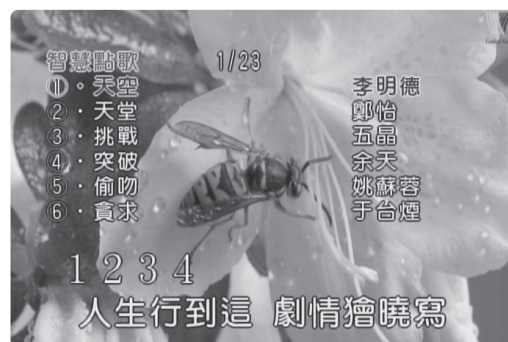 智慧點歌 1/23
①・天空 李明德
②・天堂 鄭怡
③・挑戰 五晶
④・突破 余天
⑤・偷吻 姚蘇蓉
⑥・貪求 于台煙
1 2 3 4
人生行到這 劇情獪曉寫